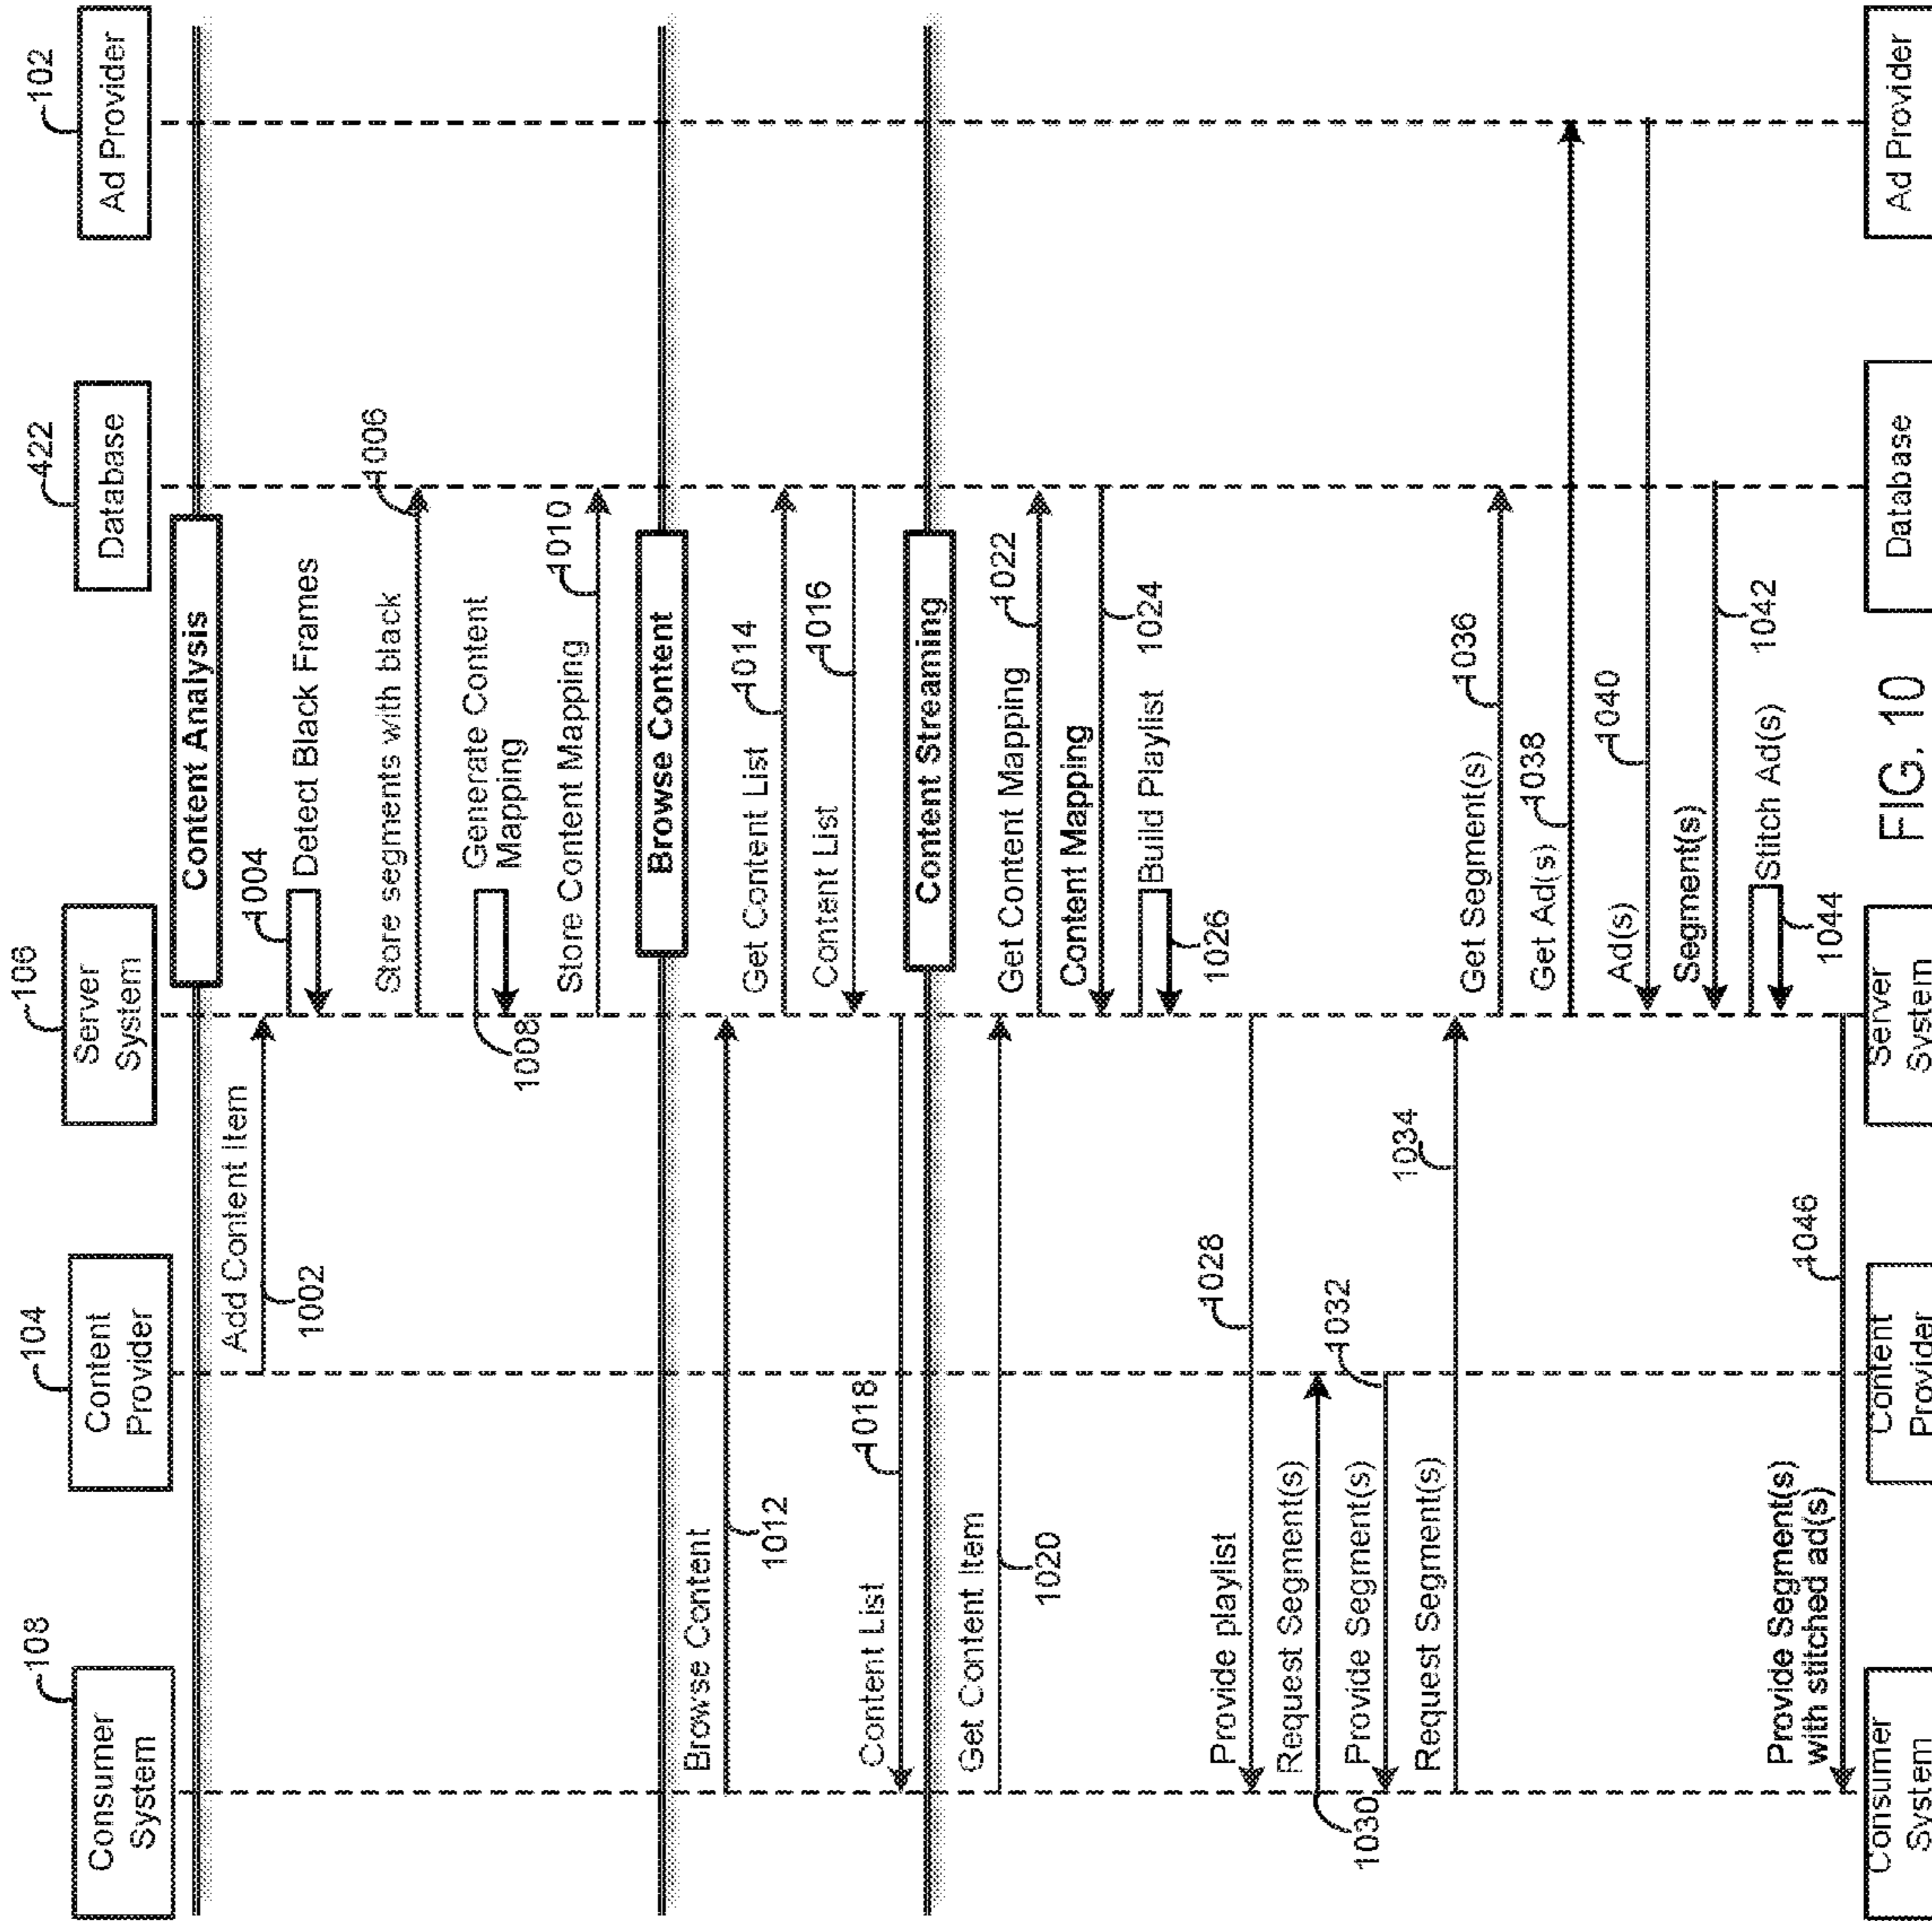 108
Consumer
System
104
Content
Provider
106
Server
System
422
Database
102
Ad Provider
Content Analysis
Add Content Item
1002
1004
Detect Black Frames
Store segments with black
1006
Generate Content
Mapping
1008
Store Content Mapping
1010
Browse Content
Browse Content
1012
Get Content List
1014
Content List
1016
Content List
1018
Content Streaming
Get Content Item
1020
Get Content Mapping
1022
Content Mapping
1024
Build Playlist
1026
Provide playlist
1028
Request Segment(s)
1030
Provide Segment(s)
1032
Request Segment(s)
1034
Get Segment(s)
1036
Get Ad(s)
1038
Ad(s)
1040
Segment(s)
1042
Stitch Ad(s)
1044
Provide Segment(s)
with stitched ad(s)
1046
Consumer
System
Content
Provider
Server
System
Database
Ad Provider
FIG. 10